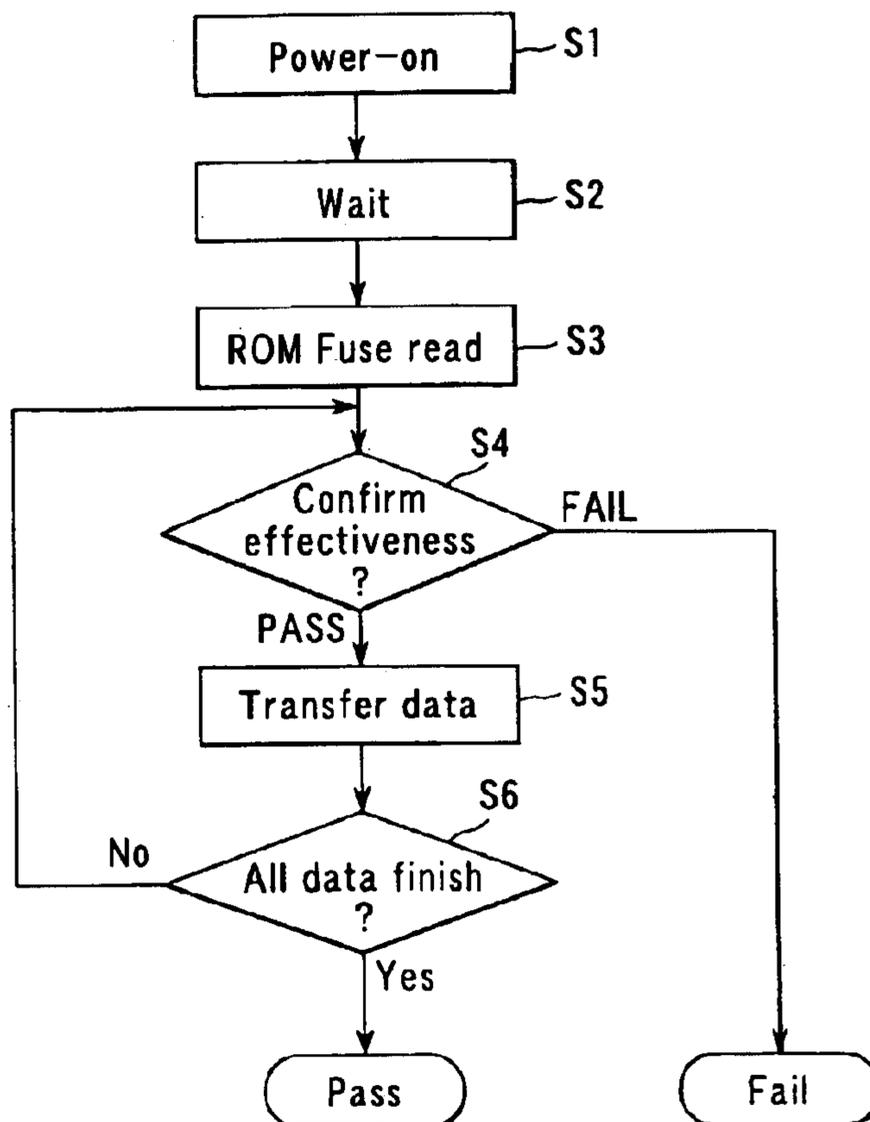 Power-on
S1
Wait
S2
ROM Fuse read
S3
S4
Confirm
effectiveness
?
FAIL
PASS
Transfer data
S5
S6
No
All data finish
?
Yes
Pass
Fail